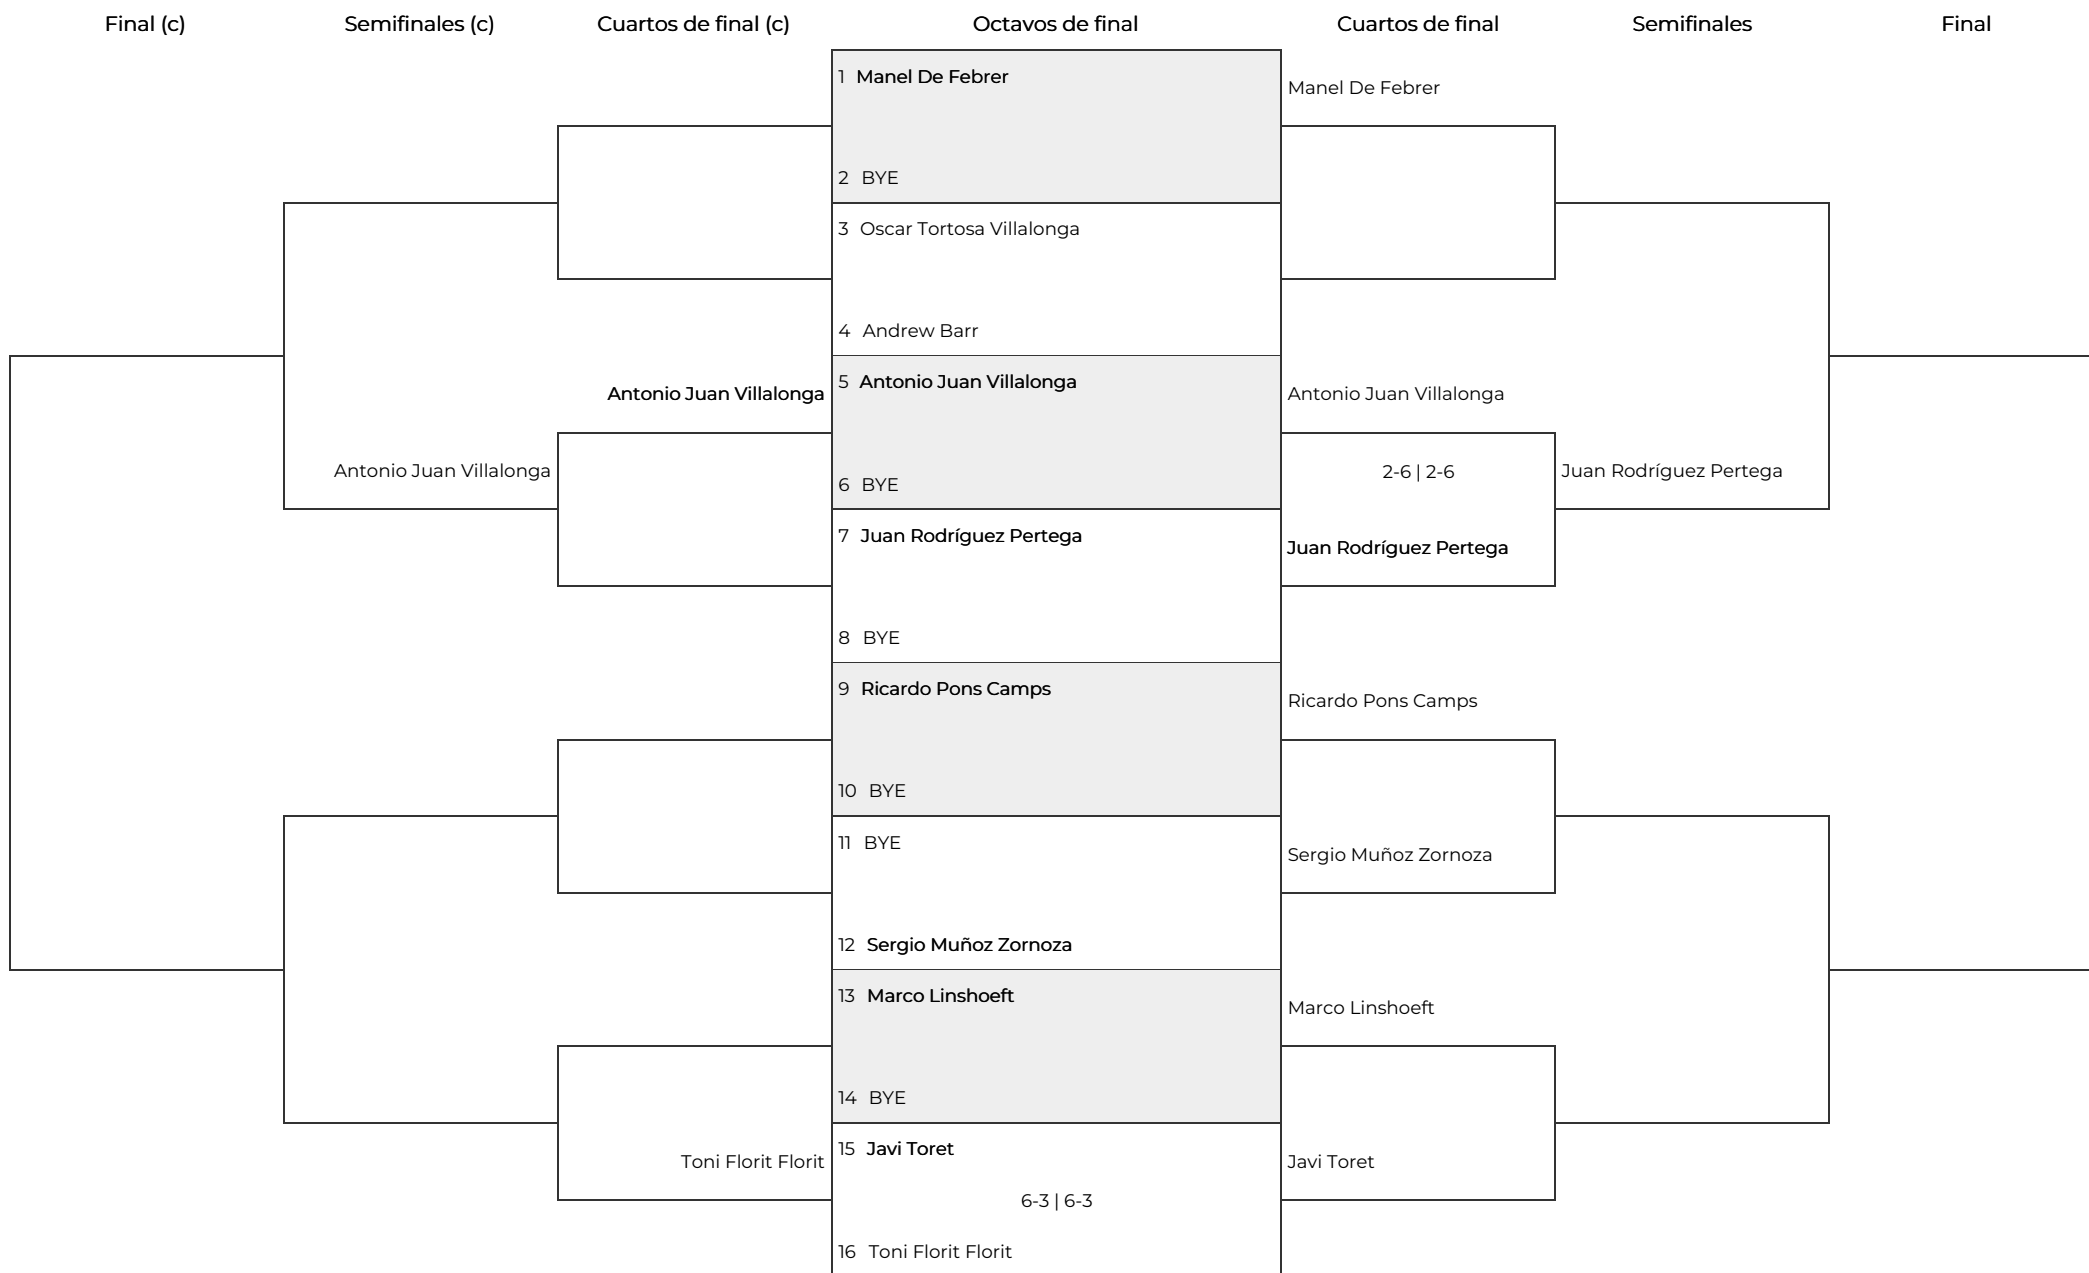 Final (c) Semifinales (c) Cuartos de final (c) Octavos de final Cuartos de final Semifinales Final
1 Manel De Febrer
Manel De Febrer
2 BYE
3 Oscar Tortosa Villalonga
4 Andrew Barr
5 Antonio Juan Villalonga
Antonio Juan Villalonga
Antonio Juan Villalonga
Antonio Juan Villalonga
2-6 | 2-6
Juan Rodríguez Pertega
6 BYE
7 Juan Rodríguez Pertega
Juan Rodríguez Pertega
8 BYE
9 Ricardo Pons Camps
Ricardo Pons Camps
10 BYE
11 BYE
Sergio Muñoz Zornoza
12 Sergio Muñoz Zornoza
13 Marco Linshoeft
Marco Linshoeft
14 BYE
15 Javi Toret
Toni Florit Florit
Javi Toret
6-3 | 6-3
16 Toni Florit Florit